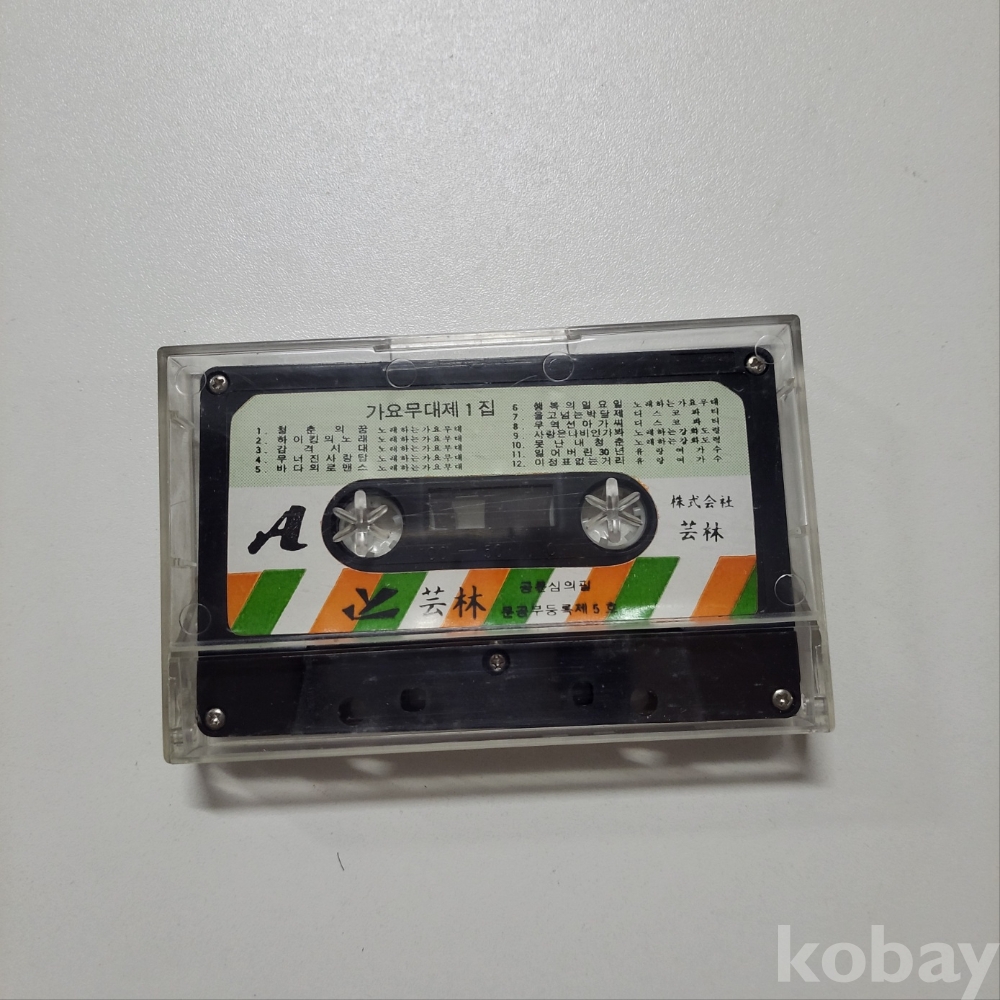 가요무대제1집
1. 청춘의꿈 노래하는가요무대
2. 하이킹의노래 노래하는가요무대
3. 감격시대 노래하는가요무대
4. 무너진사랑탑 노래하는가요무대
5. 바다의로맨스 노래하는가요무대
6 행복의일요일 노래하는가요무대
7 울고넘는박달재 디스코파티
8 무역선아가씨 디스코파티
9. 사랑은나비인가봐 노래하는강화도령
10. 못난내청춘 노래하는강화도령
11. 잃어버린30년 유랑여가수
12. 이정표없는거리 유랑여가수
A
株式会社
芸林
芸林
공륜심의필
문공부등록제5호
kobay